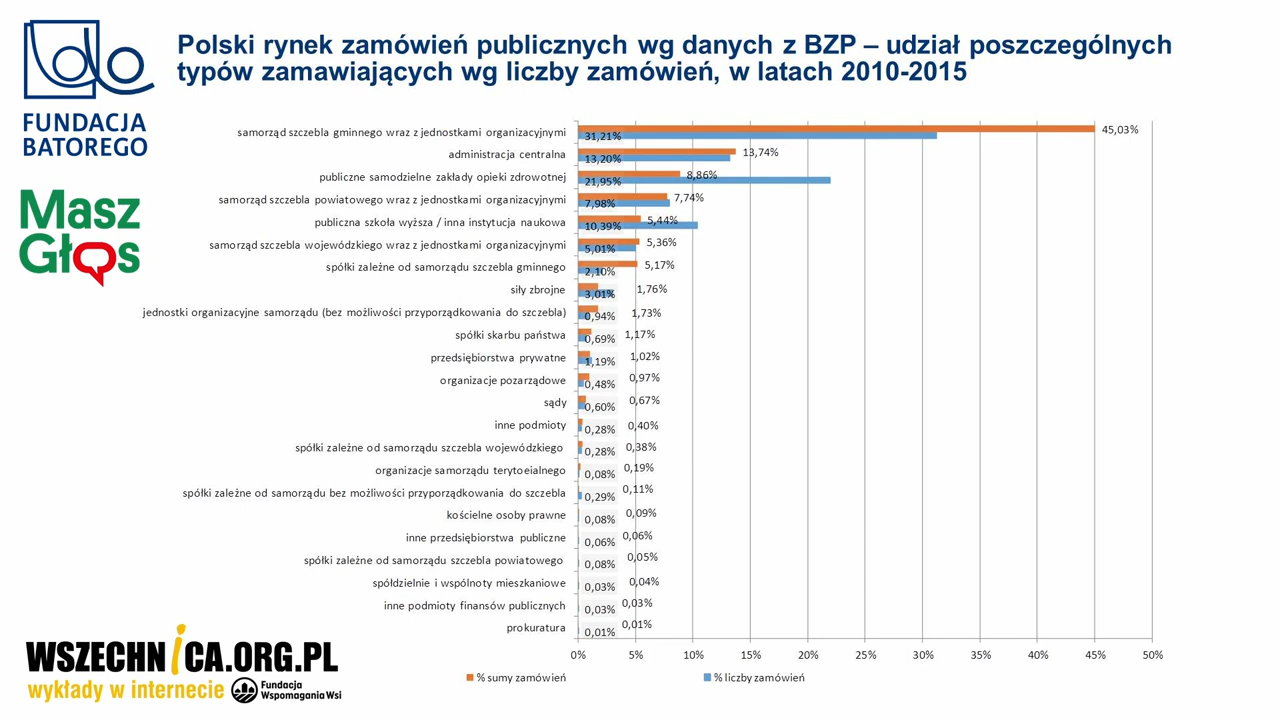 Polski rynek zamówień publicznych wg danych z BZP – udział poszczególnych
typów zamawiających wg liczby zamówień, w latach 2010-2015
FUNDACJA
BATOREGO
Masz
Głos
samorząd szczebla gminnego wraz z jednostkami organizacyjnymi 31,21% 45,03%
administracja centralna 13,20% 13,74%
publiczne samodzielne zakłady opieki zdrowotnej 21,95% 8,86%
samorząd szczebla powiatowego wraz z jednostkami organizacyjnymi 7,98% 7,74%
publiczna szkoła wyższa / inna instytucja naukowa 10,39% 5,44%
samorząd szczebla wojewódzkiego wraz z jednostkami organizacyjnymi 5,01% 5,36%
spółki zależne od samorządu szczebla gminnego 2,10% 5,17%
siły zbrojne 3,01% 1,76%
jednostki organizacyjne samorządu (bez możliwości przyporządkowania do szczebla) 0,94% 1,73%
spółki skarbu państwa 0,69% 1,17%
przedsiębiorstwa prywatne 1,19% 1,02%
organizacje pozarządowe 0,48% 0,97%
sądy 0,60% 0,67%
inne podmioty 0,28% 0,40%
spółki zależne od samorządu szczebla wojewódzkiego 0,28% 0,38%
organizacje samorządu terytoeialnego 0,08% 0,19%
spółki zależne od samorządu bez możliwości przyporządkowania do szczebla 0,29% 0,11%
kościelne osoby prawne 0,08% 0,09%
inne przedsiębiorstwa publiczne 0,06% 0,06%
spółki zależne od samorządu szczebla powiatowego 0,08% 0,05%
spółdzielnie i wspólnoty mieszkaniowe 0,03% 0,04%
inne podmioty finansów publicznych 0,03% 0,03%
prokuratura 0,01% 0,01%
0% 5% 10% 15% 20% 25% 30% 35% 40% 45% 50%
% sumy zamówień % liczby zamówień
WSZECHNICA.ORG.PL
wykłady w internecie
Fundacja
Wspomagania Wsi